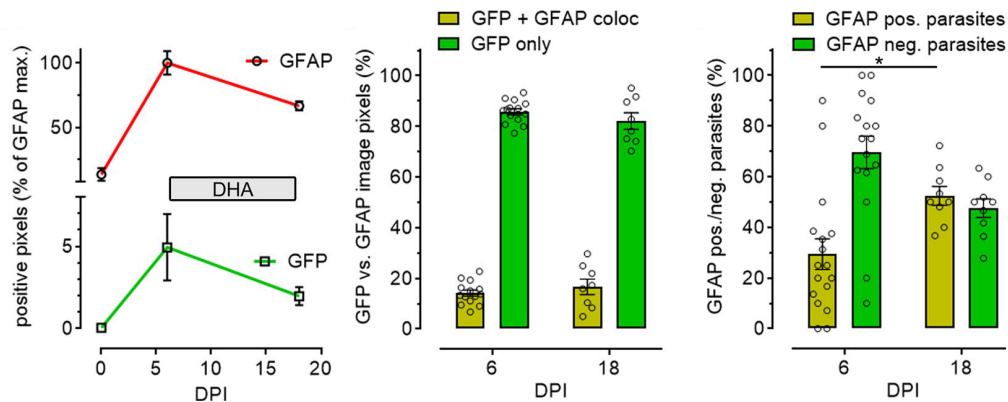 positive pixels (% of GFAP max.)
100
50
5
0
GFAP
DHA
GFP
0
5
10
15
20
DPI
GFP + GFAP coloc
GFP only
GFP vs. GFAP image pixels (%)
100
80
60
40
20
0
6
18
DPI
GFAP pos. parasites
GFAP neg. parasites
*
GFAP pos./neg. parasites (%)
100
80
60
40
20
0
6
18
DPI